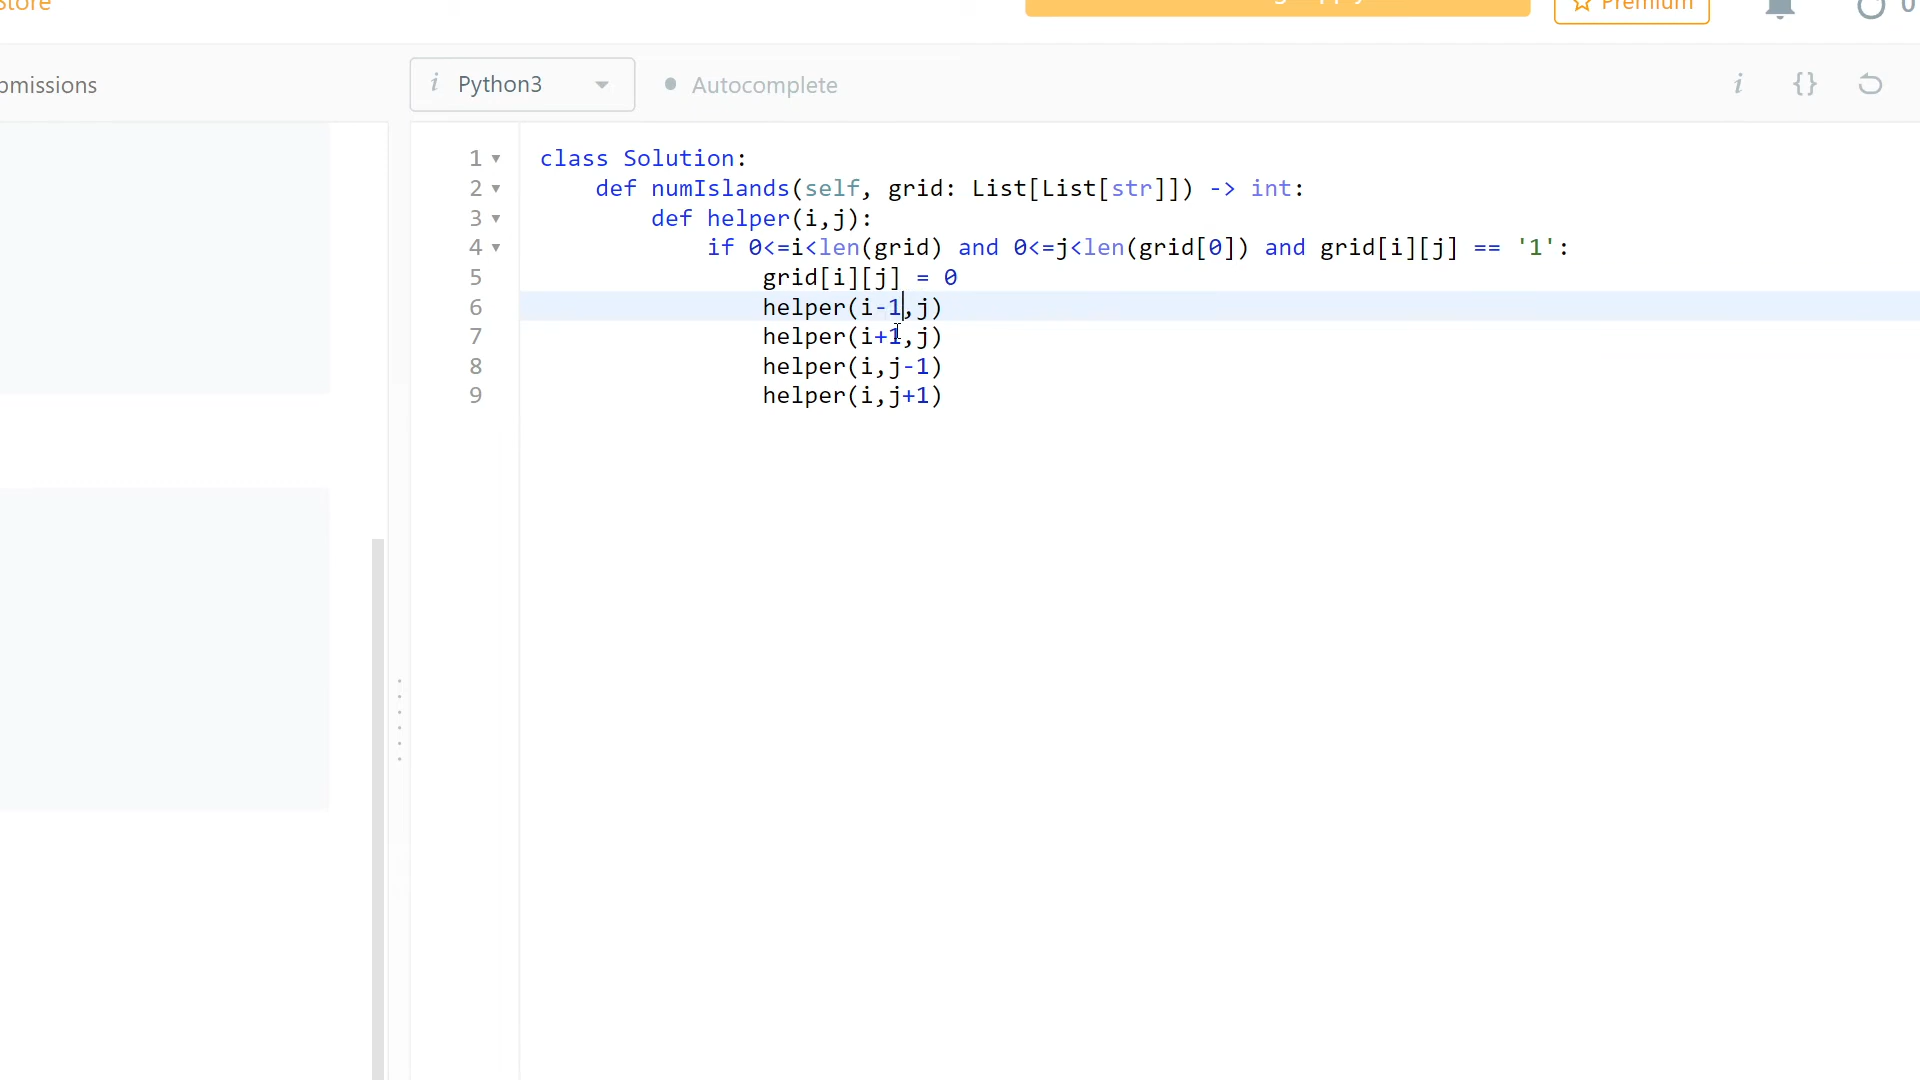 Store
Premium
0
bmissions
i Python3
Autocomplete
i {}
1 class Solution:
2 def numIslands(self, grid: List[List[str]]) -> int:
3 def helper(i,j):
4 if 0<=i<len(grid) and 0<=j<len(grid[0]) and grid[i][j] == '1':
5 grid[i][j] = 0
6 helper(i-1,j)
7 helper(i+1,j)
8 helper(i,j-1)
9 helper(i,j+1)